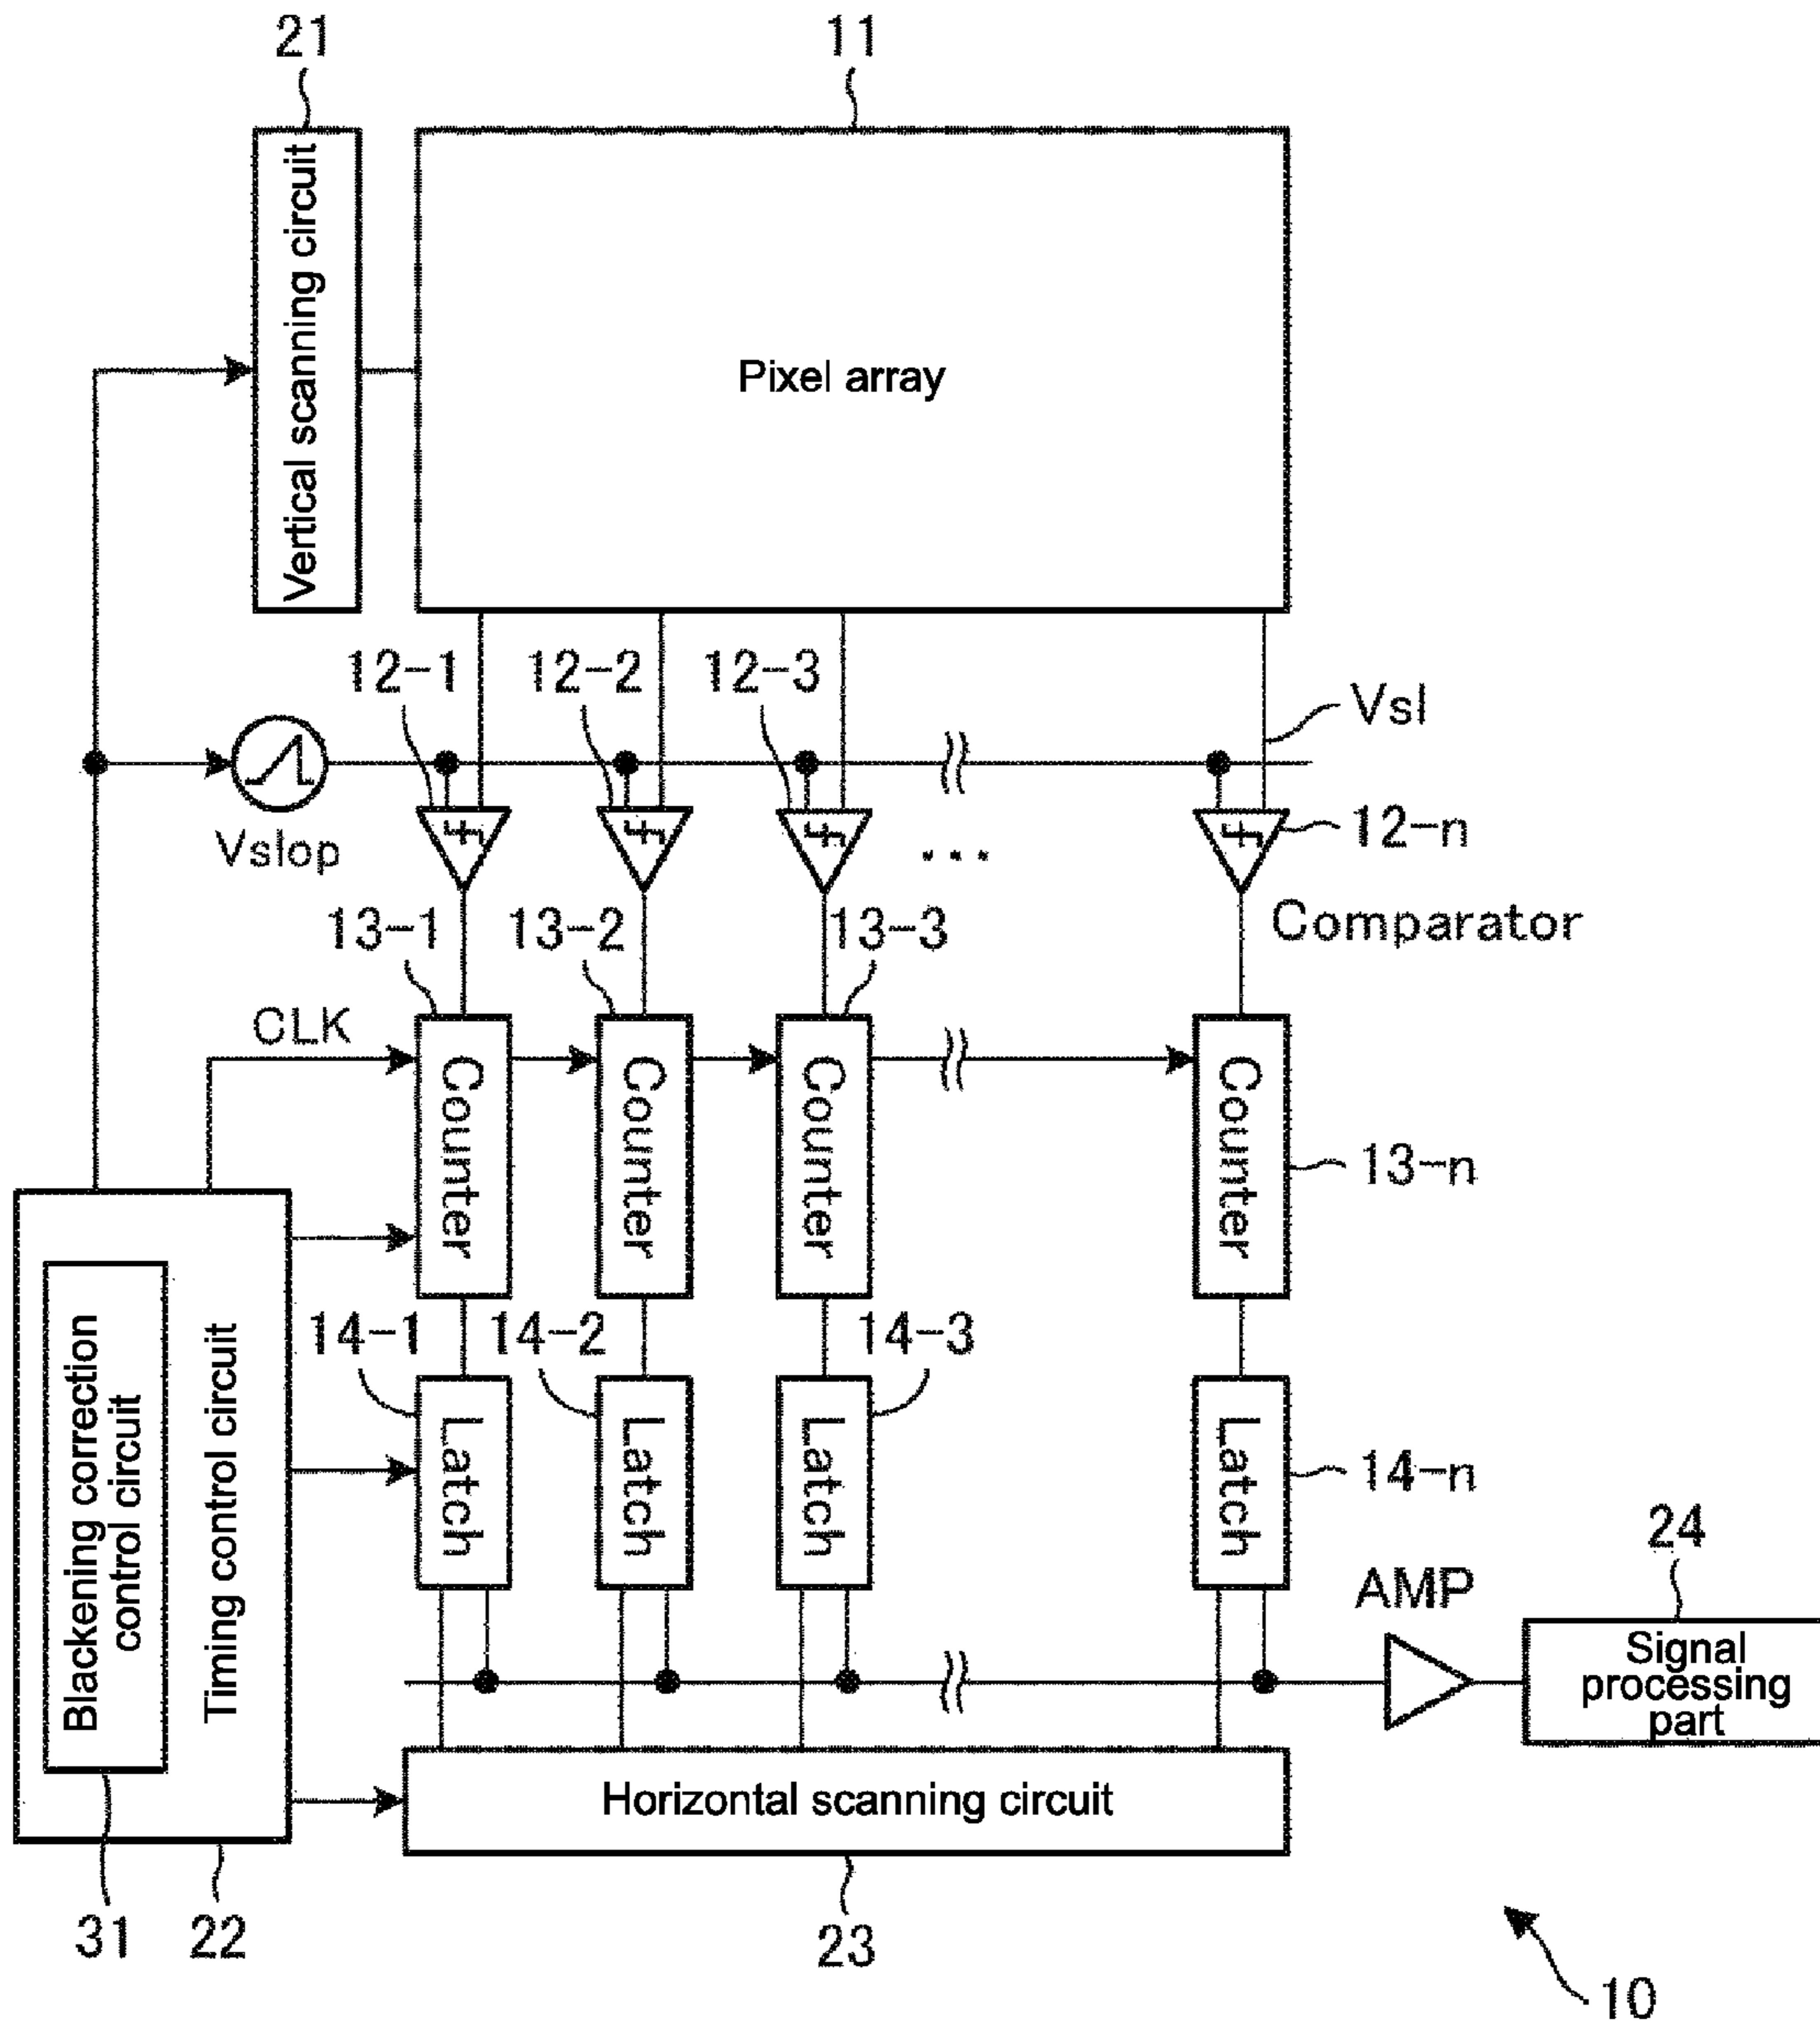 21
11
Vertical scanning circuit
Pixel array
12-1
12-2
12-3
Vsl
Vslop
12-n
...
Comparator
13-1
13-2
13-3
CLK
Counter
Counter
Counter
Counter
13-n
Blackening correction
control circuit
Timing control circuit
14-1
14-2
14-3
Latch
Latch
Latch
Latch
14-n
24
AMP
Signal
processing
part
Horizontal scanning circuit
31
22
23
10